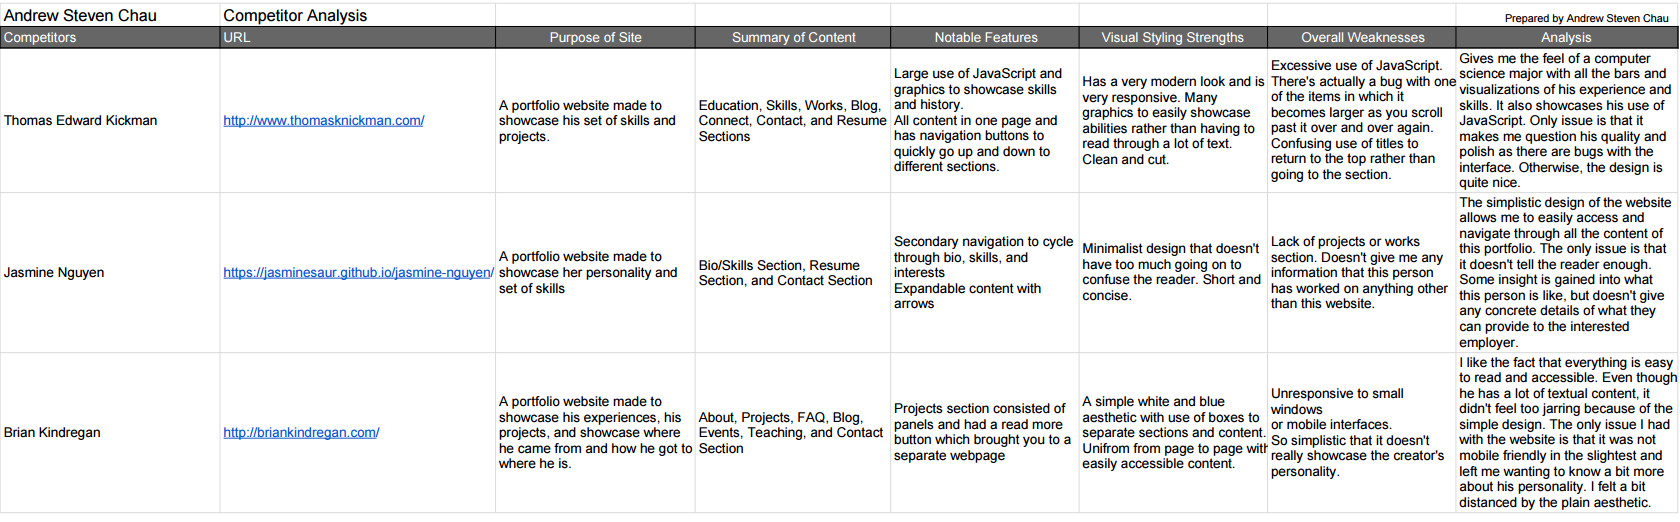 Andrew Steven Chau
Competitor Analysis
Prepared by Andrew Steven Chau
Competitors
URL
Purpose of Site
Summary of Content
Notable Features
Visual Styling Strengths
Overall Weaknesses
Analysis
Thomas Edward Kickman
http://www.thomasknickman.com/
A portfolio website made to
showcase his set of skills and
projects.
Education, Skills, Works, Blog,
Connect, Contact, and Resume
Sections
Large use of JavaScript and
graphics to showcase skills
and history.
All content in one page and
has navigation buttons to
quickly go up and down to
different sections.
Has a very modern look and is
very responsive. Many
graphics to easily showcase
abilities rather than having to
read through a lot of text.
Clean and cut.
Excessive use of JavaScript.
There's actually a bug with one
of the items in which it
becomes larger as you scroll
past it over and over again.
Confusing use of titles to
return to the top rather than
going to the section.
Gives me the feel of a computer
science major with all the bars and
visualizations of his experience and
skills. It also showcases his use of
JavaScript. Only issue is that it
makes me question his quality and
polish as there are bugs with the
interface. Otherwise, the design is
quite nice.
Jasmine Nguyen
https://jasminesaur.github.io/jasmine-nguyen/
A portfolio website made to
showcase her personality and
set of skills
Bio/Skills Section, Resume
Section, and Contact Section
Secondary navigation to cycle
through bio, skills, and
interests
Expandable content with
arrows
Minimalist design that doesn't
have too much going on to
confuse the reader. Short and
concise.
Lack of projects or works
section. Doesn't give me any
information that this person
has worked on anything other
than this website.
The simplistic design of the website
allows me to easily access and
navigate through all the content of
this portfolio. The only issue is that
it doesn't tell the reader enough.
Some insight is gained into what
this person is like, but doesn't give
any concrete details of what they
can provide to the interested
employer.
Brian Kindregan
http://briankindregan.com/
A portfolio website made to
showcase his experiences, his
projects, and showcase where
he came from and how he got to
where he is.
About, Projects, FAQ, Blog,
Events, Teaching, and Contact
Section
Projects section consisted of
panels and had a read more
button which brought you to a
separate webpage
A simple white and blue
aesthetic with use of boxes to
separate sections and content.
Unifrom from page to page with
easily accessible content.
Unresponsive to small
windows
or mobile interfaces.
So simplistic that it doesn't
really showcase the creator's
personality.
I like the fact that everything is easy
to read and accessible. Even though
he has a lot of textual content, it
didn't feel too jarring because of the
simple design. The only issue I had
with the website is that it was not
mobile friendly in the slightest and
left me wanting to know a bit more
about his personality. I felt a bit
distanced by the plain aesthetic.